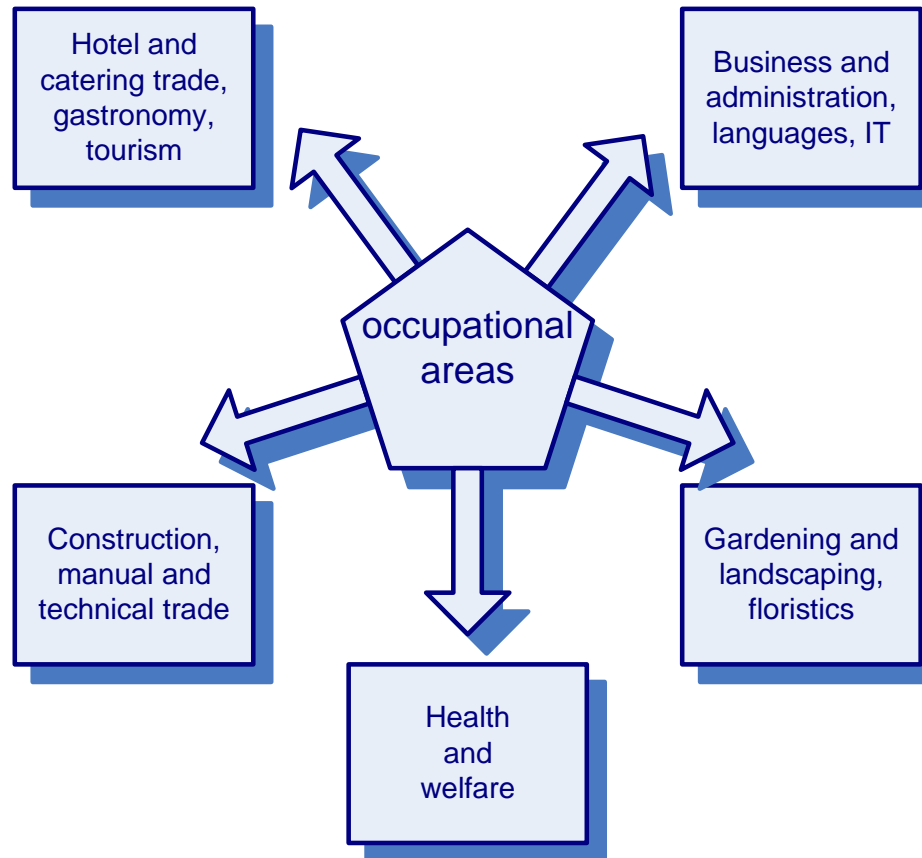 Hotel and
catering trade,
gastronomy,
tourism
Business and
administration,
languages, IT
occupational
areas
Construction,
manual and
technical trade
Gardening and
landscaping,
floristics
Health
and
welfare